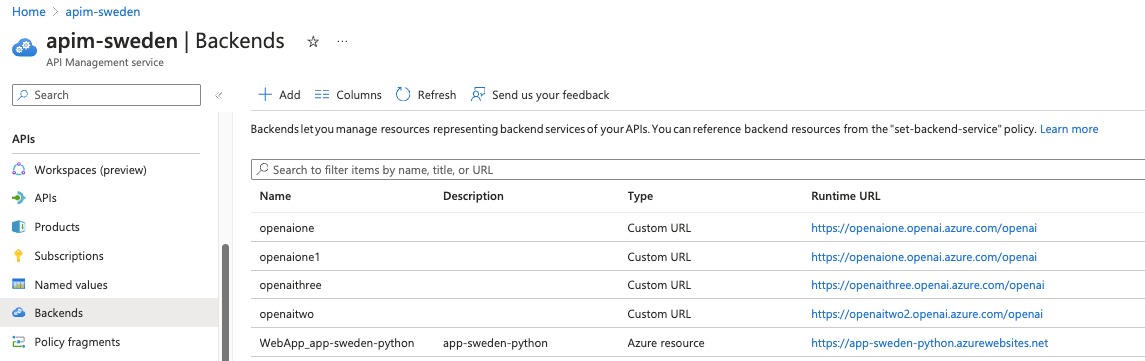 Home > apim-sweden
apim-sweden | Backends ☆ ...
API Management service
Search «
Add Columns Refresh Send us your feedback
APIs
Workspaces (preview)
APIs
Products
Subscriptions
Named values
Backends
Policy fragments
Backends let you manage resources representing backend services of your APIs. You can reference backend resources from the "set-backend-service" policy. Learn more
Search to filter items by name, title, or URL
Name Description Type Runtime URL
openaione Custom URL https://openaione.openai.azure.com/openai
openaione1 Custom URL https://openaione.openai.azure.com/openai
openaithree Custom URL https://openaithree.openai.azure.com/openai
openaitwo Custom URL https://openaitwo2.openai.azure.com/openai
WebApp_app-sweden-python app-sweden-python Azure resource https://app-sweden-python.azurewebsites.net